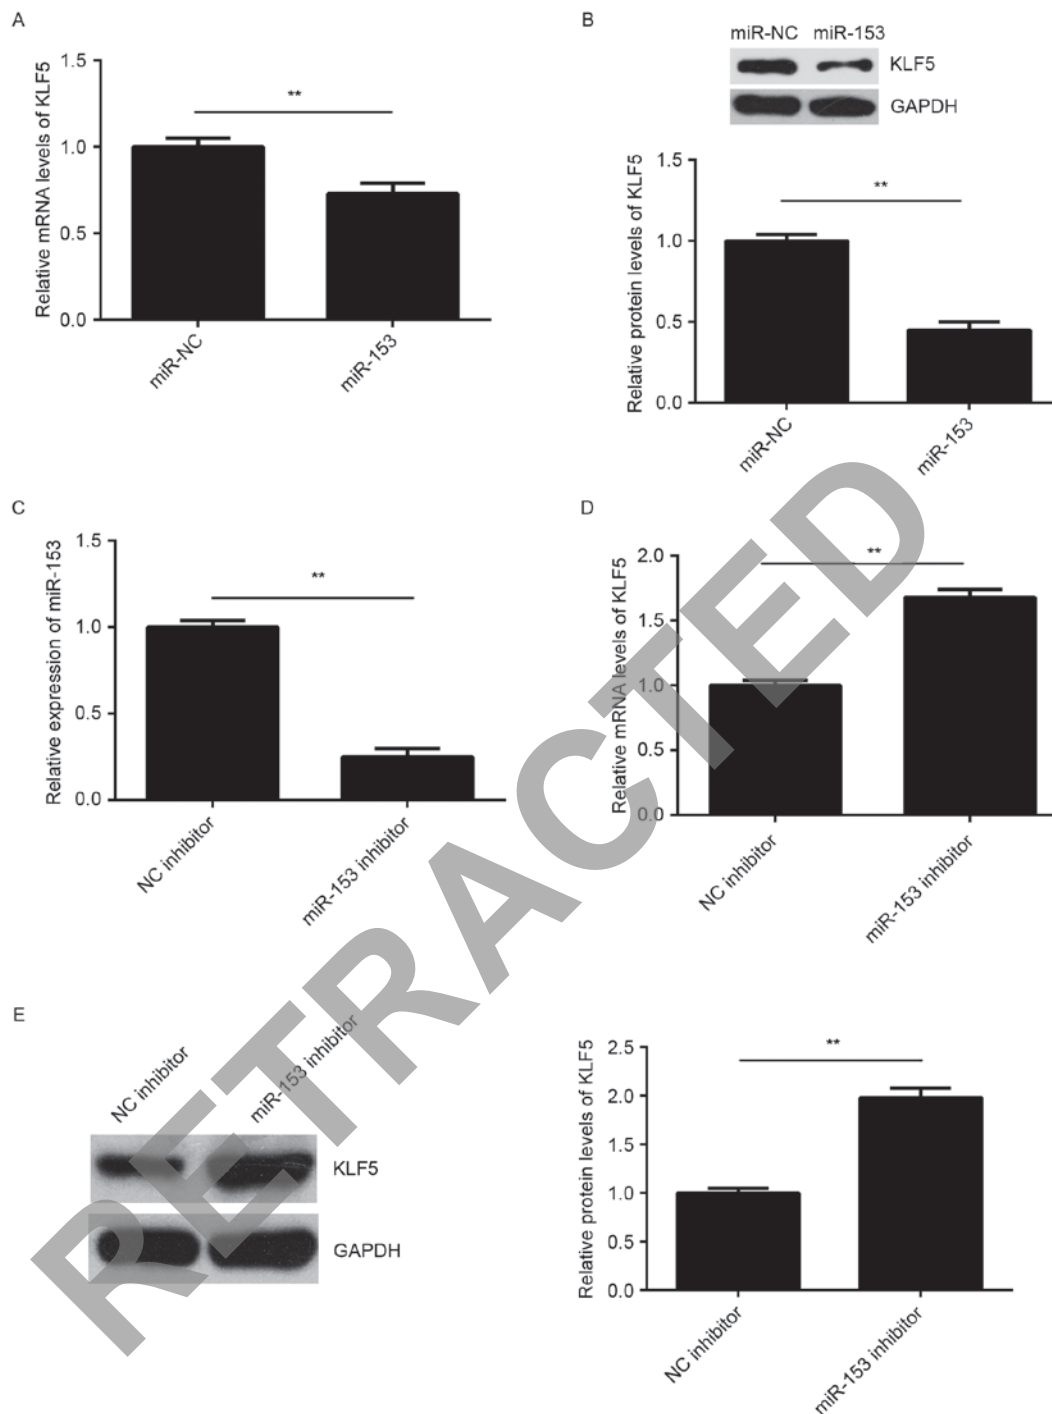 A
Relative mRNA levels of KLF5
1.5
1.0
0.5
0.0
**
miR-NC
miR-153
B
miR-NC miR-153
KLF5
GAPDH
Relative protein levels of KLF5
1.5
1.0
0.5
0.0
**
miR-NC
miR-153
C
Relative expression of miR-153
1.5
1.0
0.5
0.0
**
NC inhibitor
miR-153 inhibitor
D
Relative mRNA levels of KLF5
2.0
1.5
1.0
0.5
0.0
**
NC inhibitor
miR-153 inhibitor
E
NC inhibitor
miR-153 inhibitor
KLF5
GAPDH
Relative protein levels of KLF5
2.5
2.0
1.5
1.0
0.5
0.0
**
NC inhibitor
miR-153 inhibitor
RETRACTED